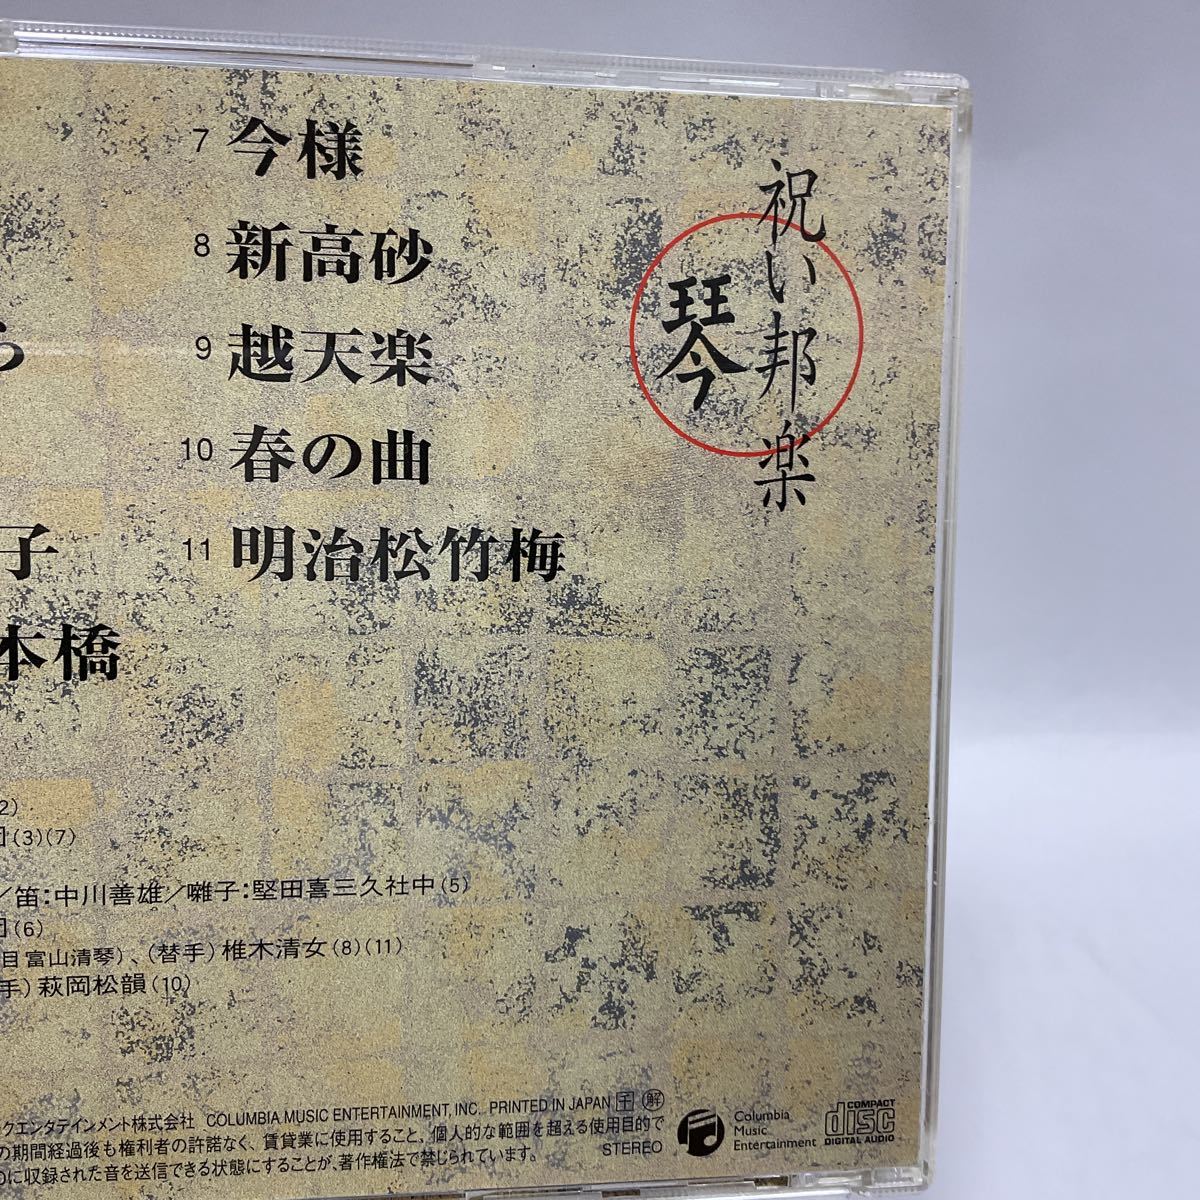 祝い邦楽
琴
7 今様
8 新高砂
9 越天楽
10 春の曲
11 明治松竹梅
ら
子
本橋
2)
(3)(7)
／笛:中川善雄／囃子:堅田喜三久社中(5)
(6)
目 富山清琴)、(替手) 椎木清女(8)(11)
手) 萩岡松韻(10)
クエンタテインメント株式会社 COLUMBIA MUSIC ENTERTAINMENT, INC. PRINTED IN JAPAN 王 解
の期間経過後も権利者の許諾なく、賃貸業に使用すること、個人的な範囲を超える使用目的で
に収録された音を送信できる状態にすることが、著作権法で禁じられています。
STEREO
Columbia
Music
Entertainment
COMPACT
disc
DIGITAL AUDIO